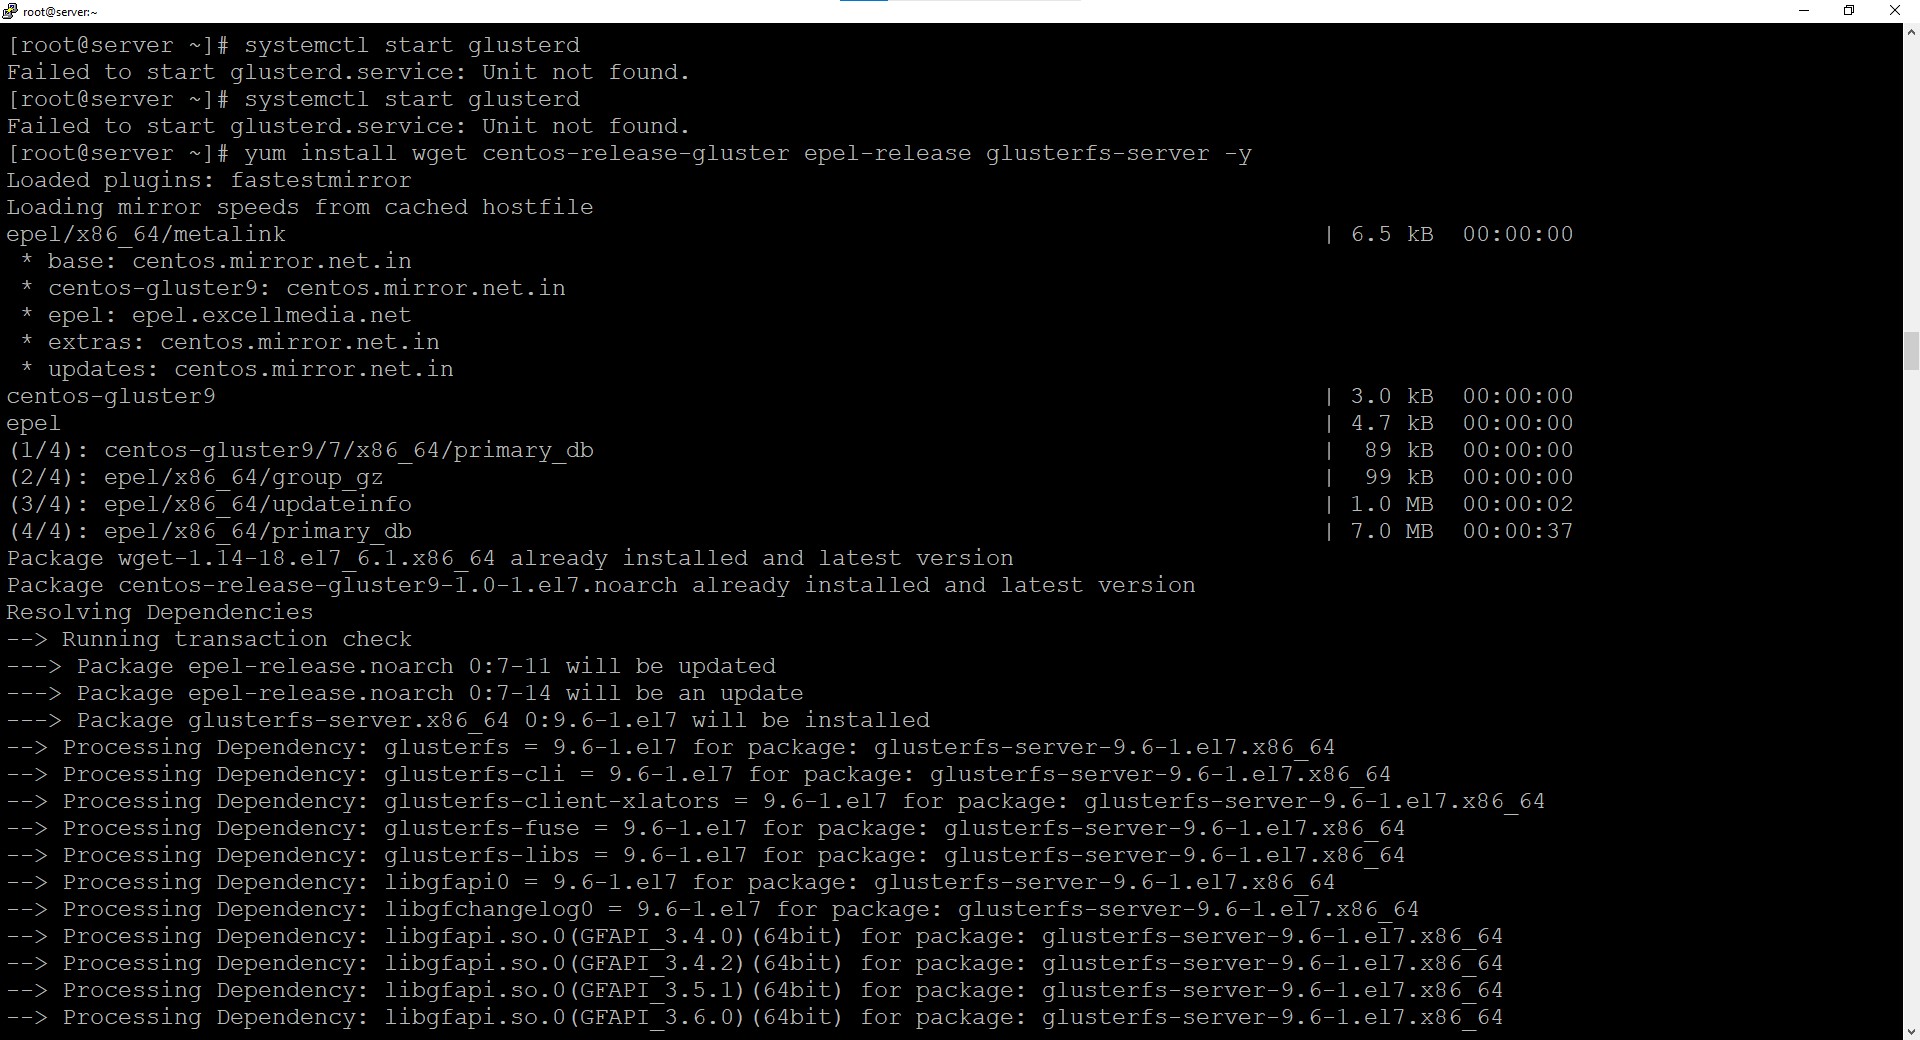 root@server:~
[root@server ~]# systemctl start glusterd
Failed to start glusterd.service: Unit not found.
[root@server ~]# systemctl start glusterd
Failed to start glusterd.service: Unit not found.
[root@server ~]# yum install wget centos-release-gluster epel-release glusterfs-server -y
Loaded plugins: fastestmirror
Loading mirror speeds from cached hostfile
epel/x86_64/metalink | 6.5 kB 00:00:00
* base: centos.mirror.net.in
* centos-gluster9: centos.mirror.net.in
* epel: epel.excellmedia.net
* extras: centos.mirror.net.in
* updates: centos.mirror.net.in
centos-gluster9 | 3.0 kB 00:00:00
epel | 4.7 kB 00:00:00
(1/4): centos-gluster9/7/x86_64/primary_db | 89 kB 00:00:00
(2/4): epel/x86_64/group_gz | 99 kB 00:00:00
(3/4): epel/x86_64/updateinfo | 1.0 MB 00:00:02
(4/4): epel/x86_64/primary_db | 7.0 MB 00:00:37
Package wget-1.14-18.el7_6.1.x86_64 already installed and latest version
Package centos-release-gluster9-1.0-1.el7.noarch already installed and latest version
Resolving Dependencies
--> Running transaction check
---> Package epel-release.noarch 0:7-11 will be updated
---> Package epel-release.noarch 0:7-14 will be an update
---> Package glusterfs-server.x86_64 0:9.6-1.el7 will be installed
--> Processing Dependency: glusterfs = 9.6-1.el7 for package: glusterfs-server-9.6-1.el7.x86_64
--> Processing Dependency: glusterfs-cli = 9.6-1.el7 for package: glusterfs-server-9.6-1.el7.x86_64
--> Processing Dependency: glusterfs-client-xlators = 9.6-1.el7 for package: glusterfs-server-9.6-1.el7.x86_64
--> Processing Dependency: glusterfs-fuse = 9.6-1.el7 for package: glusterfs-server-9.6-1.el7.x86_64
--> Processing Dependency: glusterfs-libs = 9.6-1.el7 for package: glusterfs-server-9.6-1.el7.x86_64
--> Processing Dependency: libgfapi0 = 9.6-1.el7 for package: glusterfs-server-9.6-1.el7.x86_64
--> Processing Dependency: libgfchangelog0 = 9.6-1.el7 for package: glusterfs-server-9.6-1.el7.x86_64
--> Processing Dependency: libgfapi.so.0(GFAPI_3.4.0)(64bit) for package: glusterfs-server-9.6-1.el7.x86_64
--> Processing Dependency: libgfapi.so.0(GFAPI_3.4.2)(64bit) for package: glusterfs-server-9.6-1.el7.x86_64
--> Processing Dependency: libgfapi.so.0(GFAPI_3.5.1)(64bit) for package: glusterfs-server-9.6-1.el7.x86_64
--> Processing Dependency: libgfapi.so.0(GFAPI_3.6.0)(64bit) for package: glusterfs-server-9.6-1.el7.x86_64